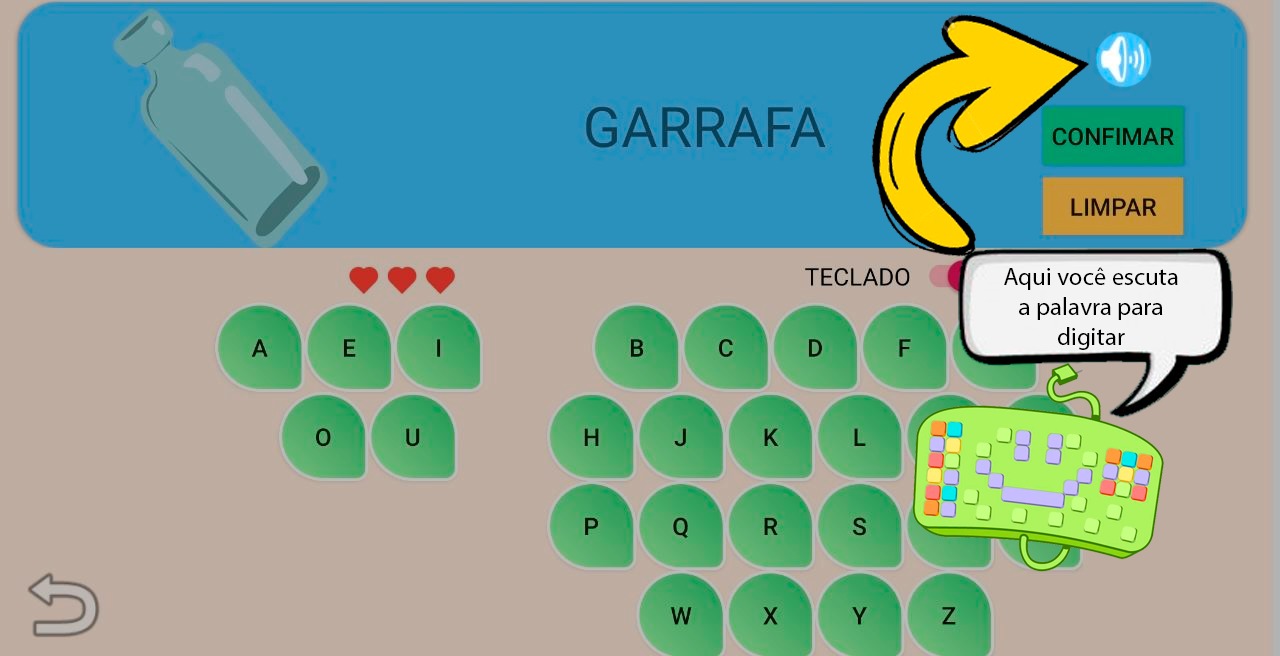 GARRAFA
CONFIMAR
LIMPAR
TECLADO
Aqui você escuta
a palavra para
digitar
A E I
B C D F
O U
H J K L
P Q R S
W X Y Z